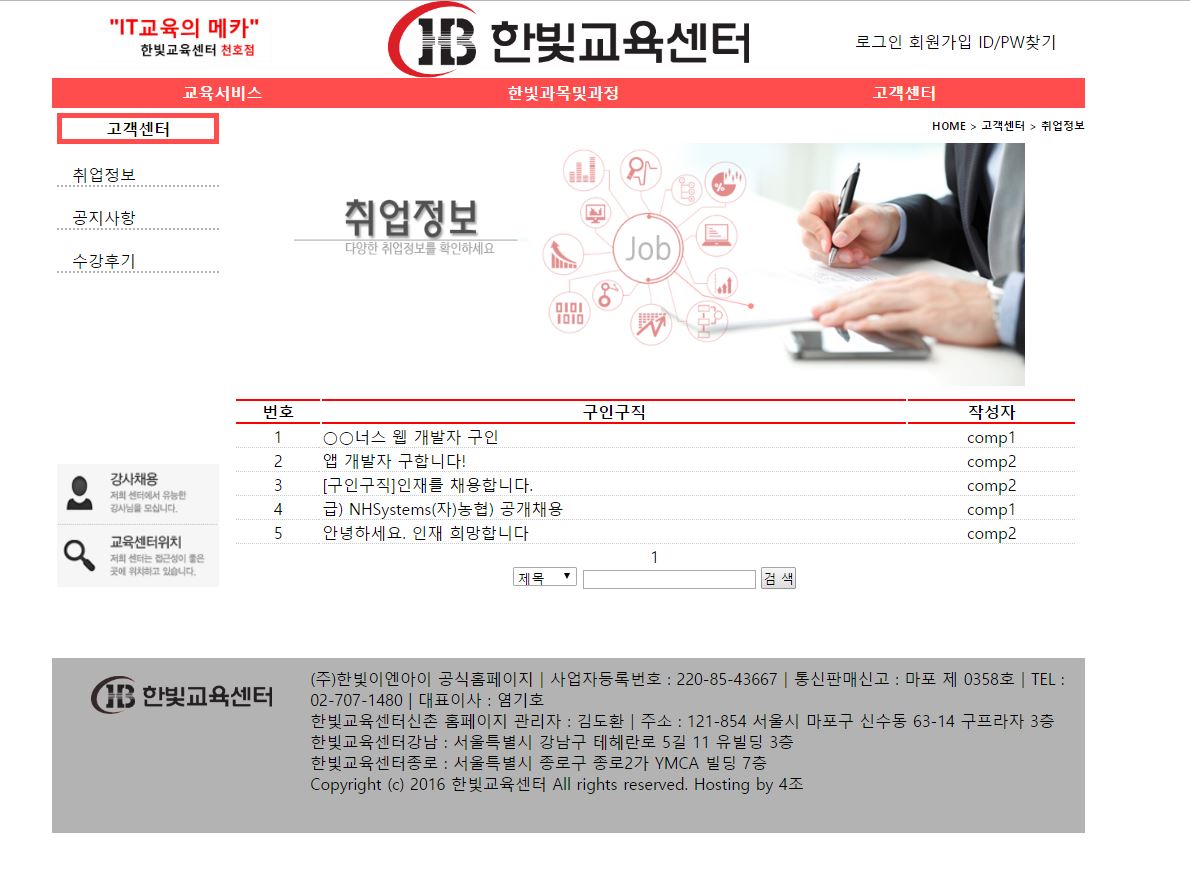 "IT교육의 메카"
한빛교육센터 천호점
HB 한빛교육센터
로그인 회원가입 ID/PW찾기
교육서비스 한빛과목및과정 고객센터
고객센터
HOME > 고객센터 > 취업정보
취업정보
공지사항
수강후기
취업정보
다양한 취업정보를 확인하세요
Job
%
010
1010
번호 구인구직 작성자
1 ○○너스 웹 개발자 구인 comp1
2 앱 개발자 구합니다! comp2
3 [구인구직]인재를 채용합니다. comp2
4 급) NHSystems(자)농협) 공개채용 comp1
5 안녕하세요. 인재 희망합니다 comp2
1
제목 ▼ 검 색
강사채용
저희 센터에서 유능한
강사님을 모십니다.
교육센터위치
저희 센터는 접근성이 좋은
곳에 위치하고 있습니다.
HB 한빛교육센터
(주)한빛이엔아이 공식홈페이지 | 사업자등록번호 : 220-85-43667 | 통신판매신고 : 마포 제 0358호 | TEL :
02-707-1480 | 대표이사 : 염기호
한빛교육센터신촌 홈페이지 관리자 : 김도환 | 주소 : 121-854 서울시 마포구 신수동 63-14 구프라자 3층
한빛교육센터강남 : 서울특별시 강남구 테헤란로 5길 11 유빌딩 3층
한빛교육센터종로 : 서울특별시 종로구 종로2가 YMCA 빌딩 7층
Copyright (c) 2016 한빛교육센터 All rights reserved. Hosting by 4조